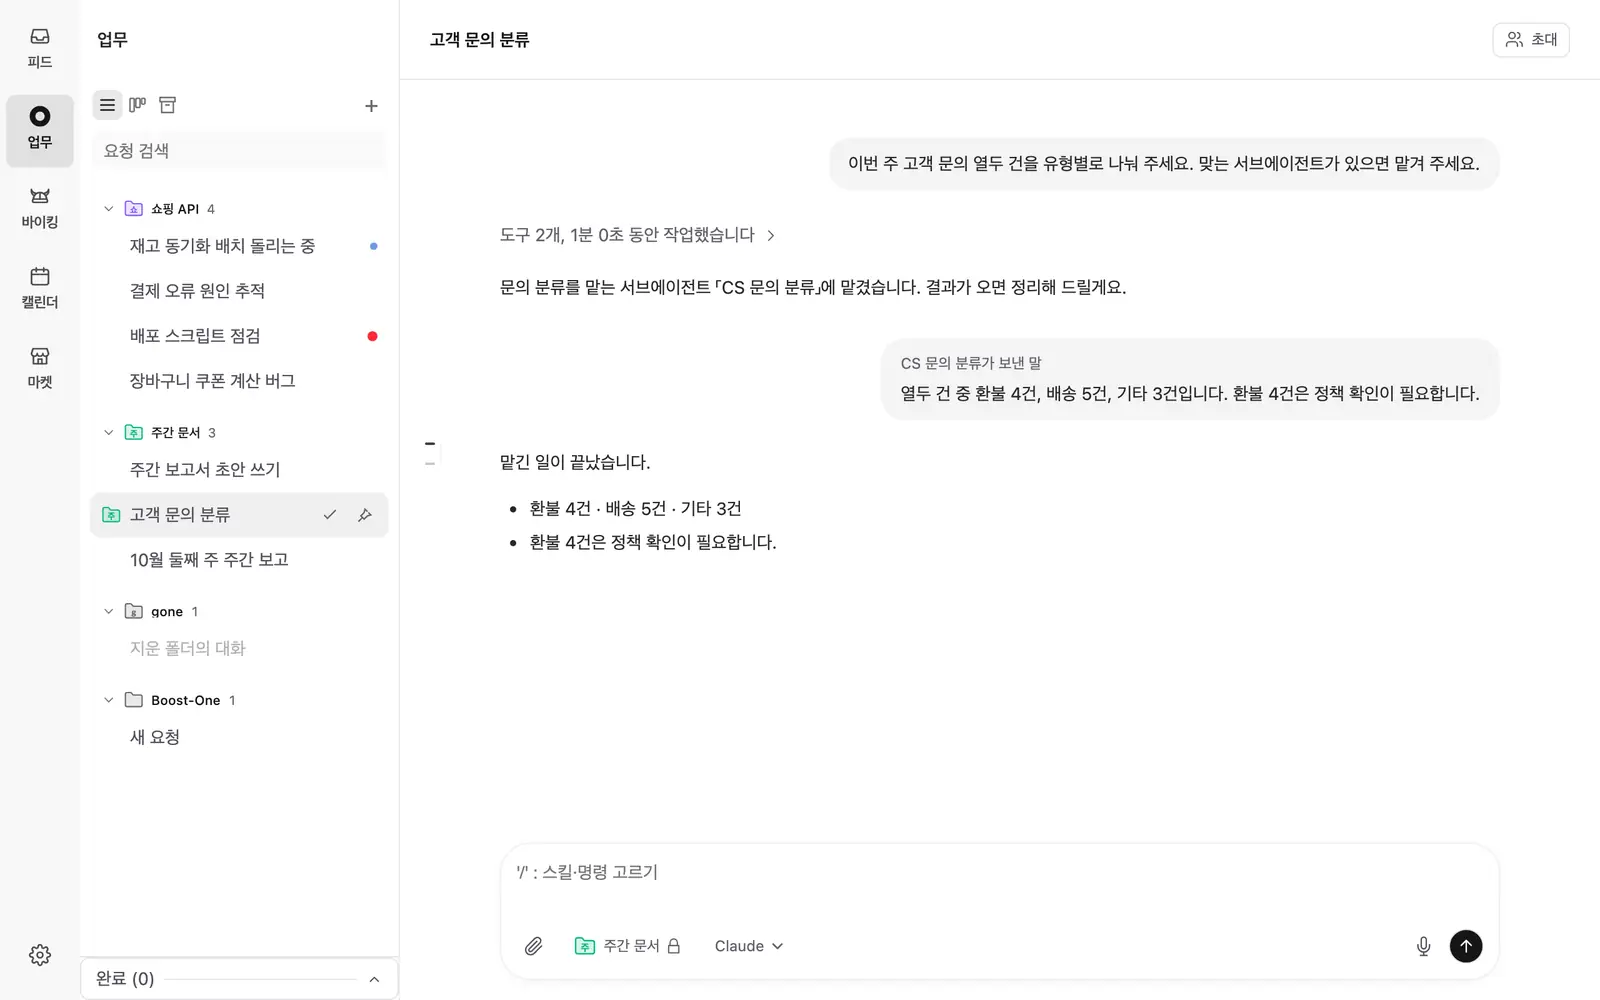 피드
업무
바이킹
캘린더
마켓
업무
요청 검색
쇼 쇼핑 API 4
재고 동기화 배치 돌리는 중
결제 오류 원인 추적
배포 스크립트 점검
장바구니 쿠폰 계산 버그
주 주간 문서 3
주간 보고서 초안 쓰기
주 고객 문의 분류
10월 둘째 주 주간 보고
g gone 1
지운 폴더의 대화
Boost-One 1
새 요청
완료 (0)
고객 문의 분류
초대
이번 주 고객 문의 열두 건을 유형별로 나눠 주세요. 맞는 서브에이전트가 있으면 맡겨 주세요.
도구 2개, 1분 0초 동안 작업했습니다
문의 분류를 맡는 서브에이전트 「CS 문의 분류」에 맡겼습니다. 결과가 오면 정리해 드릴게요.
CS 문의 분류가 보낸 말
열두 건 중 환불 4건, 배송 5건, 기타 3건입니다. 환불 4건은 정책 확인이 필요합니다.
맡긴 일이 끝났습니다.
• 환불 4건 · 배송 5건 · 기타 3건
• 환불 4건은 정책 확인이 필요합니다.
'/' : 스킬·명령 고르기
주 주간 문서
Claude